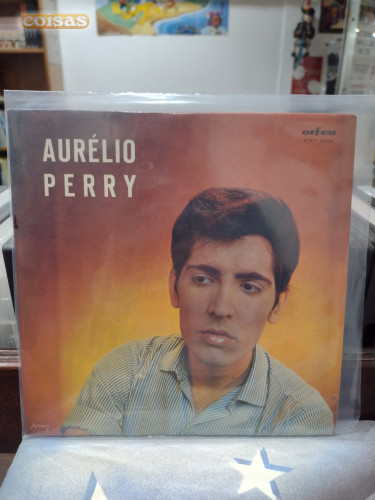 coisas
orfeu
AURÉLIO
PERRY